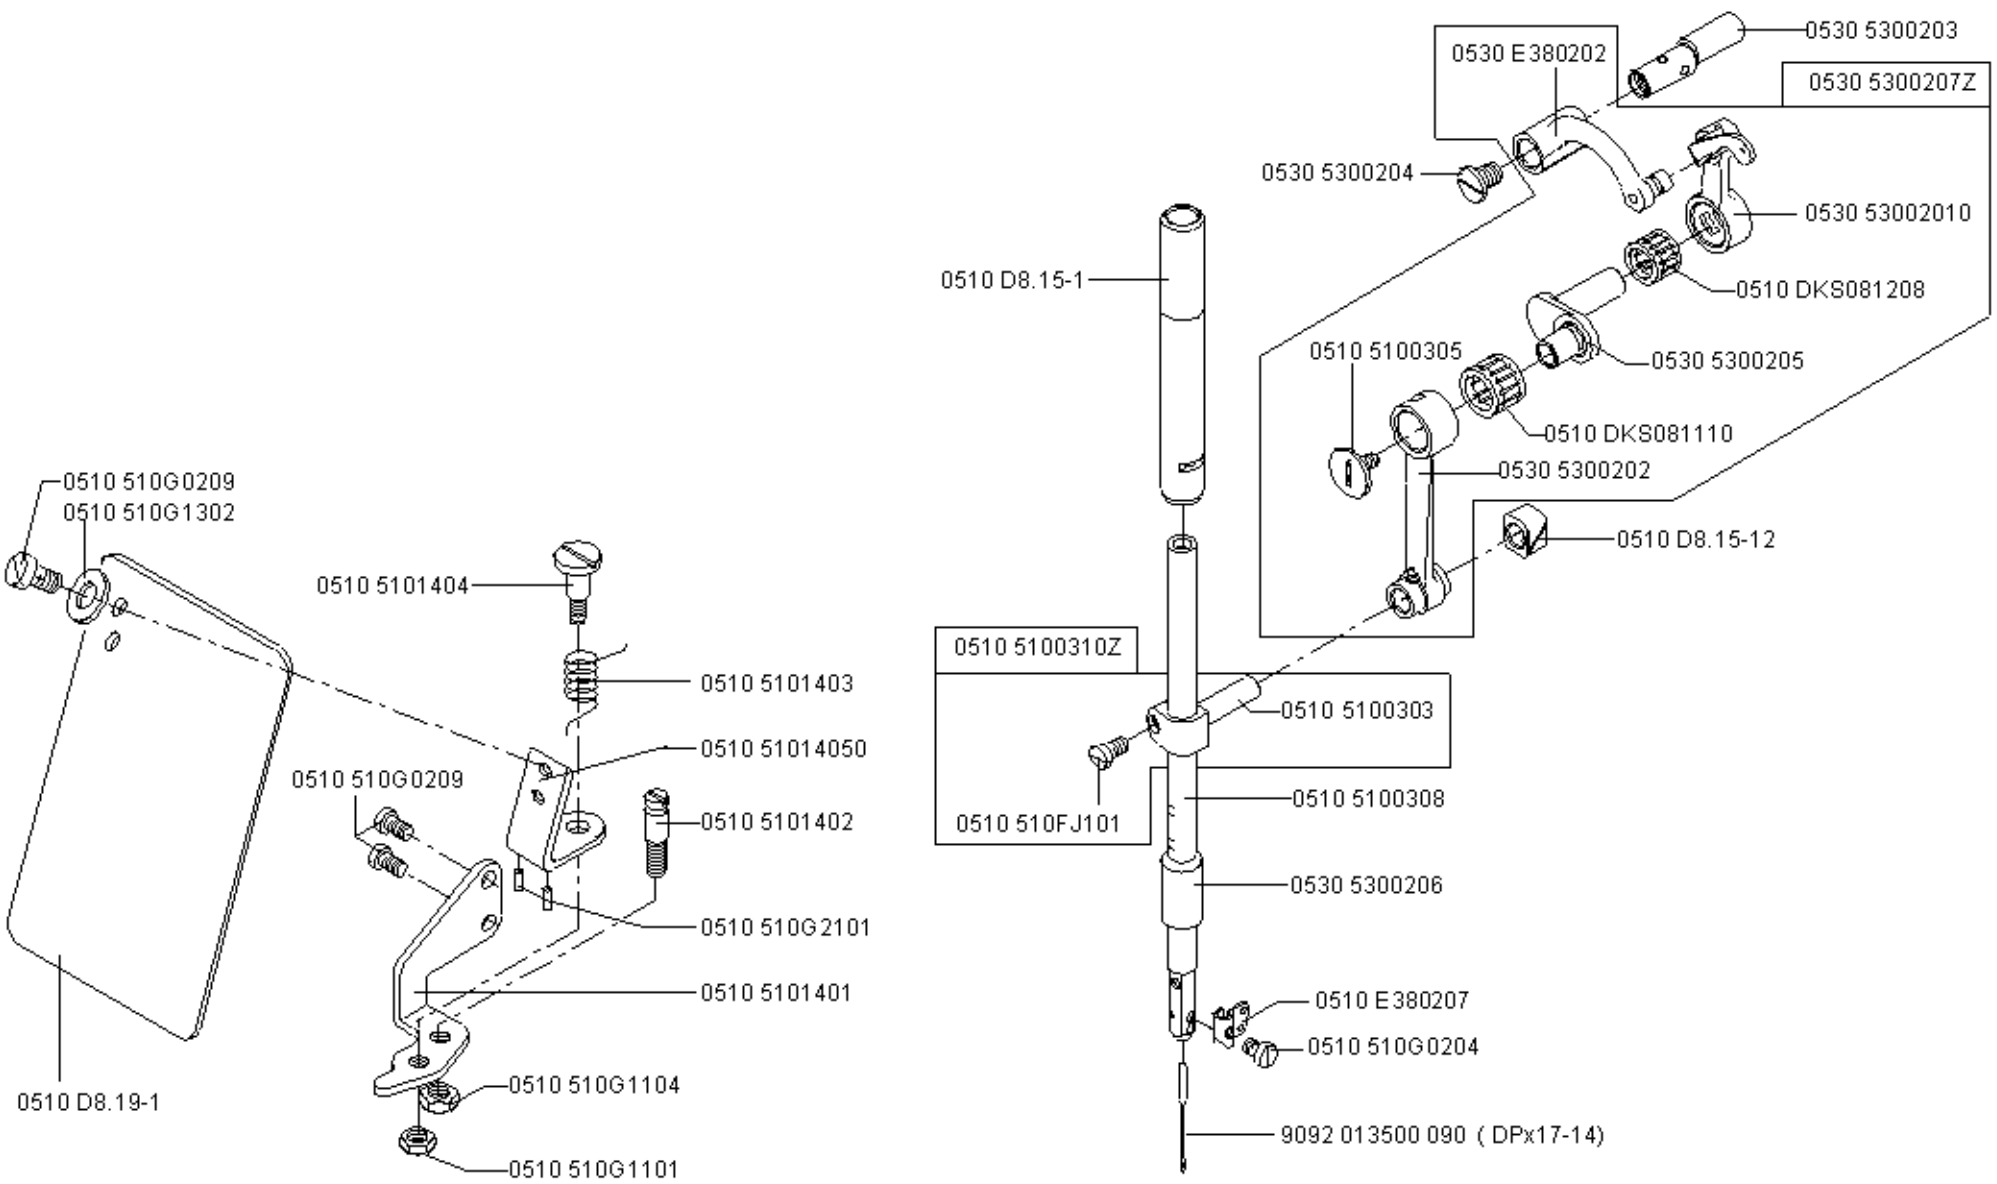 0530 5300203
0530 E380202
0530 5300207Z
0530 5300204
0530 53002010
0510 D8.15-1
0510 DKS081208
0510 5100305
0530 5300205
0510 DKS081110
0530 5300202
0510 D8.15-12
0510 5100310Z
0510 5100303
0510 5100308
0510 510FJ101
0530 5300206
0510 E380207
0510 510G0204
9092 013500 090 ( DPx17-14)
0510 510G0209
0510 510G1302
0510 5101404
0510 5101403
0510 51014050
0510 510G0209
0510 5101402
0510 510G2101
0510 5101401
0510 510G1104
0510 D8.19-1
0510 510G1101